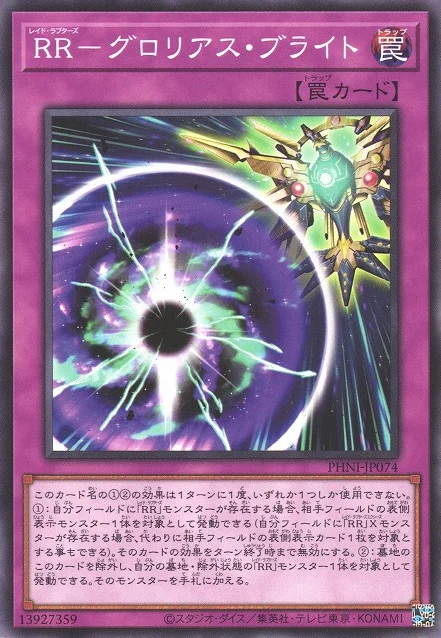 レイド・ラプターズ
RR－グロリアス・ブライト
トラップ
罠
トラップ
【罠カード】
PHNI-JP074
このカード名の①②の効果は1ターンに1度、いずれか1つしか使用できない。
①：自分フィールドに「RR」モンスターが存在する場合、相手フィールドの表側
表示モンスター1体を対象として発動できる（自分フィールドに「RR」Xモンス
ターが存在する場合、代わりに相手フィールドの表側表示カード1枚を対象とす
る事もできる）。そのカードの効果をターン終了時まで無効にする。②：墓地の
このカードを除外し、自分の墓地・除外状態の「RR」モンスター1体を対象として
発動できる。そのモンスターを手札に加える。
13927359
©スタジオ・ダイス／集英社・テレビ東京・KONAMI